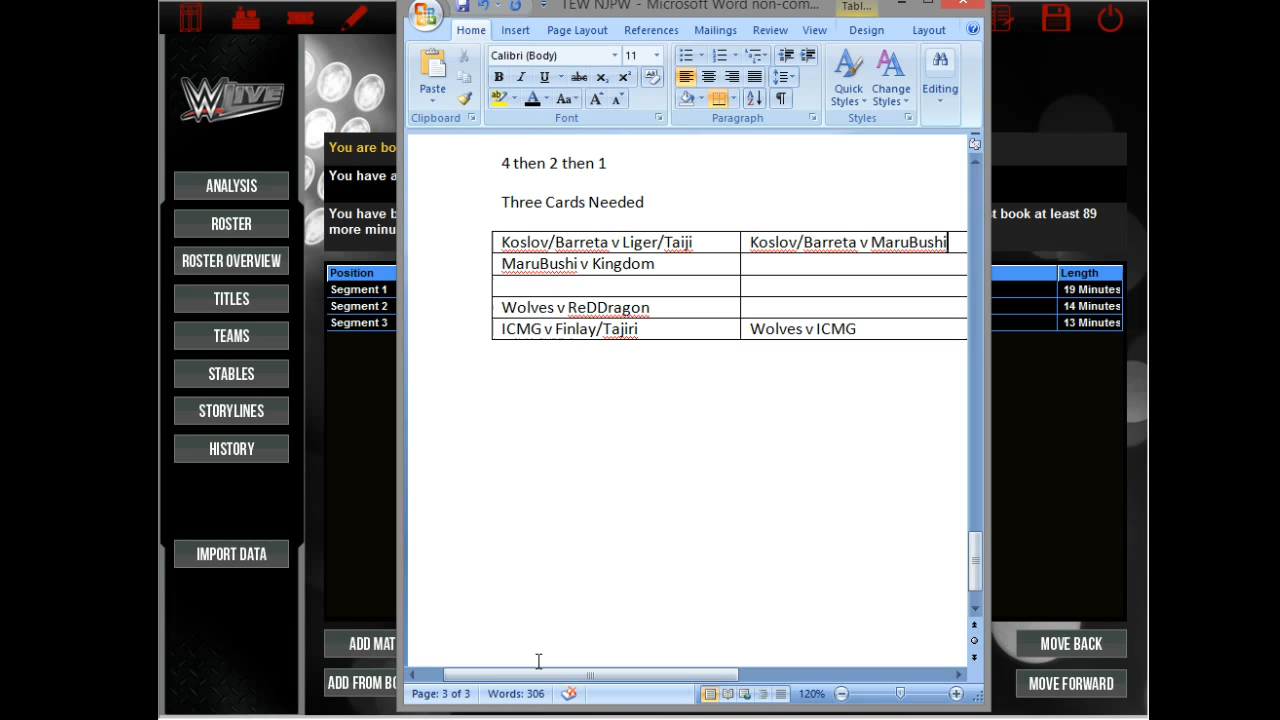 TEW NJPW - Microsoft Word non-com...
Tabl...
Home
Insert
Page Layout
References
Mailings
Review
View
Design
Layout
WWE LIVE
Paste
Calibri (Body)
11
Quick Styles
Change Styles
Editing
Clipboard
Font
Paragraph
Styles
You are bo
You have a
You have b
more minu
st book at least 89
ANALYSIS
ROSTER
ROSTER OVERVIEW
TITLES
TEAMS
STABLES
STORYLINES
HISTORY
IMPORT DATA
Position
Length
Segment 1
19 Minutes
Segment 2
14 Minutes
Segment 3
13 Minutes
4 then 2 then 1
Three Cards Needed
Koslov/Barreta v Liger/Taiji
Koslov/Barreta v MaruBushi
MaruBushi v Kingdom
Wolves v ReDDragon
ICMG v Finlay/Tajiri
Wolves v ICMG
ADD MAT
ADD FROM BO
MOVE BACK
MOVE FORWARD
Page: 3 of 3
Words: 306
120%